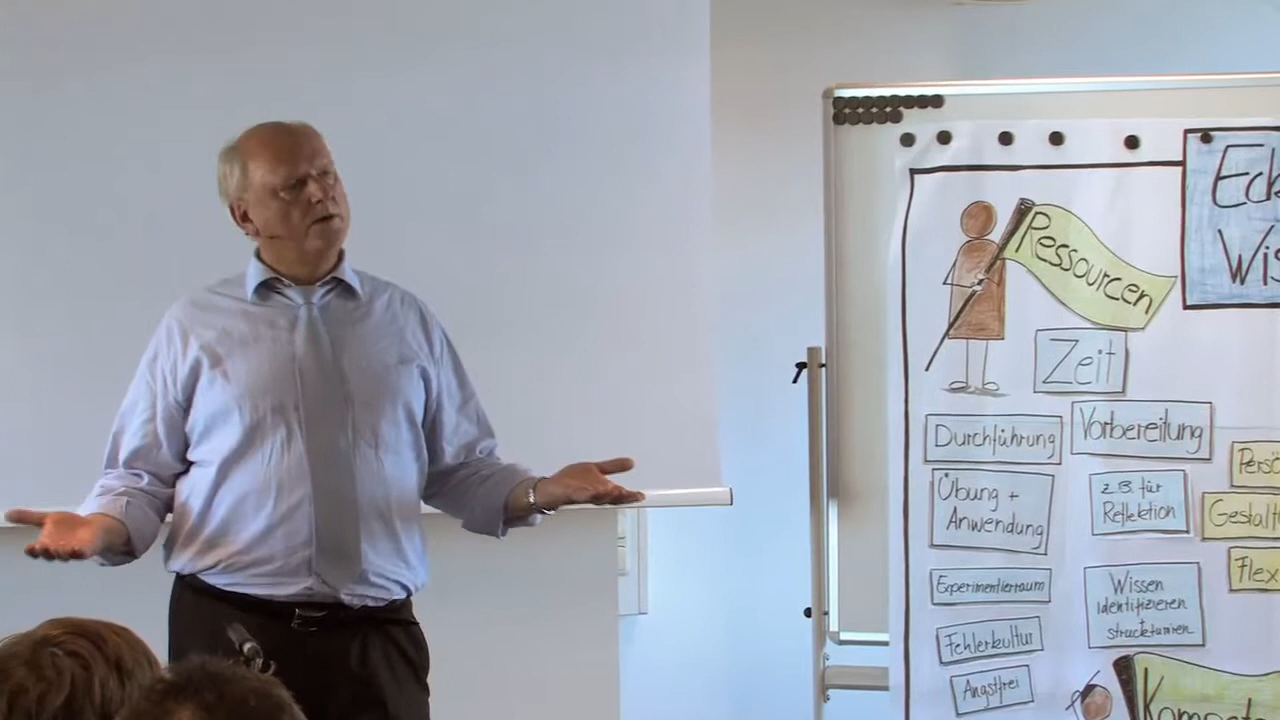 Ressourcen
Zeit
Durchführung
Vorbereitung
Übung +
Anwendung
z.B. für
Reflektion
Experimentierraum
Wissen
identifizieren
+
strukturieren
Fehlerkultur
Angstfrei